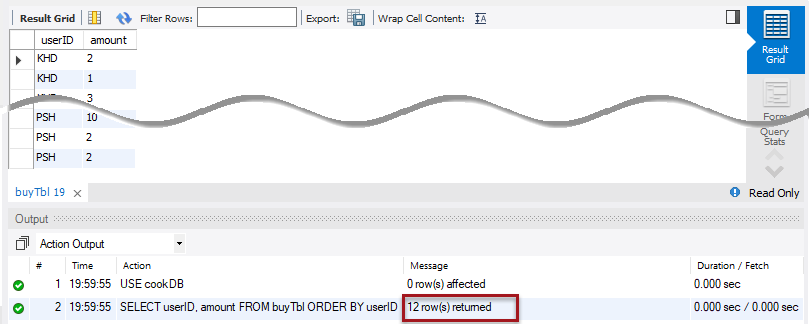 Result Grid Filter Rows: Export: Wrap Cell Content: IA
userID amount
KHD 2
KHD 1
KHD 3
PSH 10
PSH 2
PSH 2
Result Grid
Form
Query Stats
buyTbl 19 × Read Only
Output
Action Output
# Time Action Message Duration / Fetch
1 19:59:55 USE cookDB 0 row(s) affected 0.000 sec
2 19:59:55 SELECT userID, amount FROM buyTbl ORDER BY userID 12 row(s) returned 0.000 sec / 0.000 sec